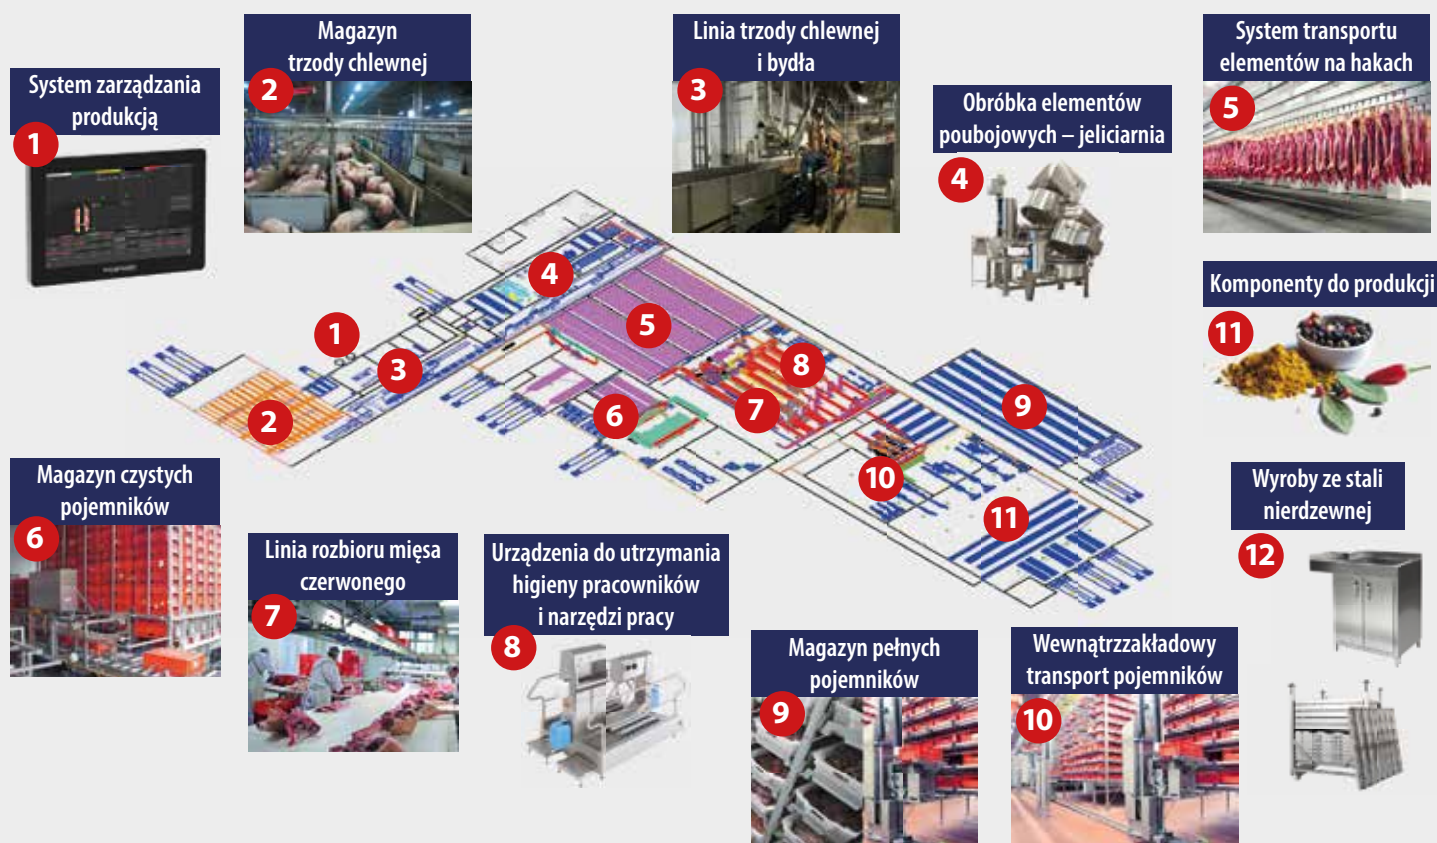 System zarządzania
produkcją
1
Magazyn
trzody chlewnej
2
Linia trzody chlewnej
i bydła
3
Obróbka elementów
poubojowych – jeliciarnia
4
System transportu
elementów na hakach
5
Komponenty do produkcji
11
Wyroby ze stali
nierdzewnej
12
4
5
1
3
2
8
7
6
9
10
11
Magazyn czystych
pojemników
6
Linia rozbioru mięsa
czerwonego
7
Urządzenia do utrzymania
higieny pracowników
i narzędzi pracy
8
Magazyn pełnych
pojemników
9
Wewnątrzzakładowy
transport pojemników
10